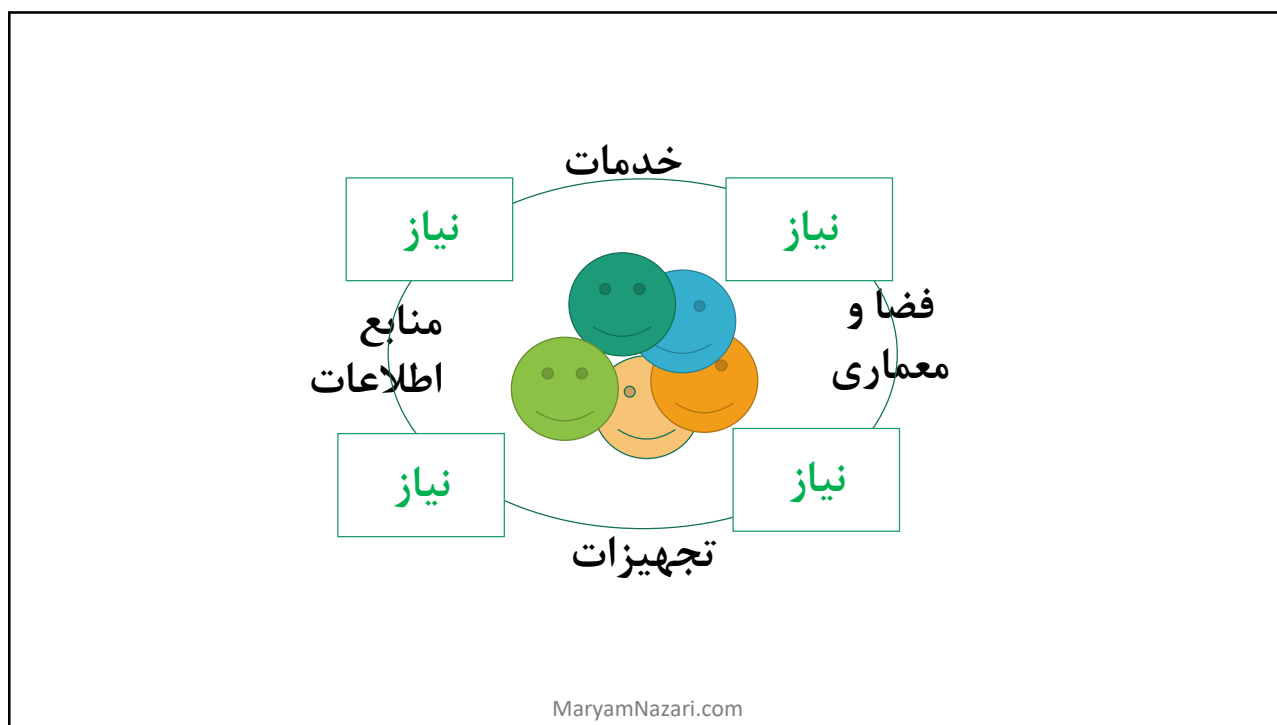 خدمات
نیاز
نیاز
فضا و
معماری
منابع
اطلاعات
نیاز
نیاز
تجهیزات
MaryamNazari.com